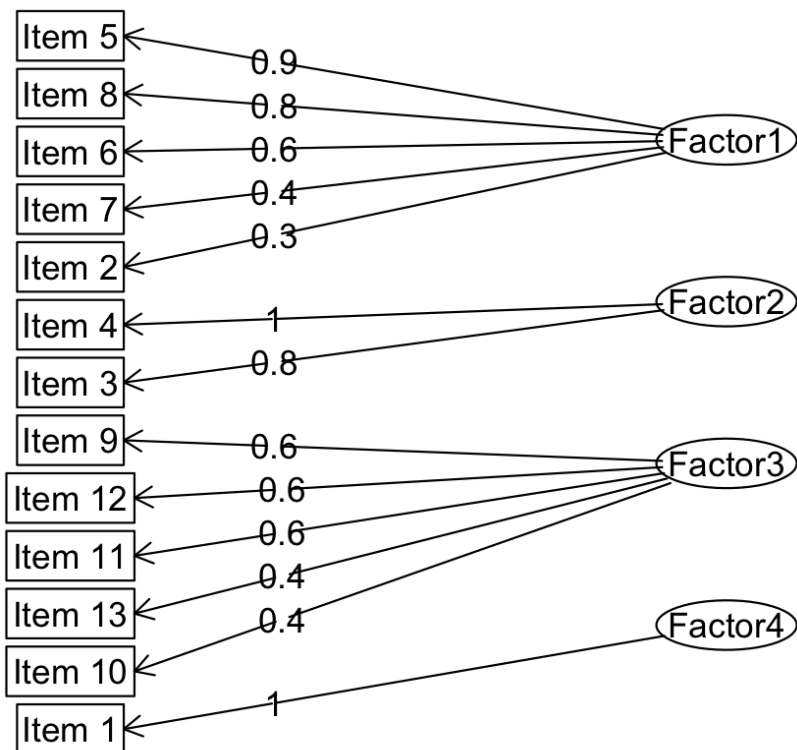 Item 5
0.9
Item 8
0.8
Factor1
Item 6
0.6
Item 7
0.4
Item 2
0.3
Item 4
1
Factor2
Item 3
0.8
Item 9
0.6
Factor3
Item 12
0.6
Item 11
0.6
Item 13
0.4
Item 10
0.4
Factor4
Item 1
1